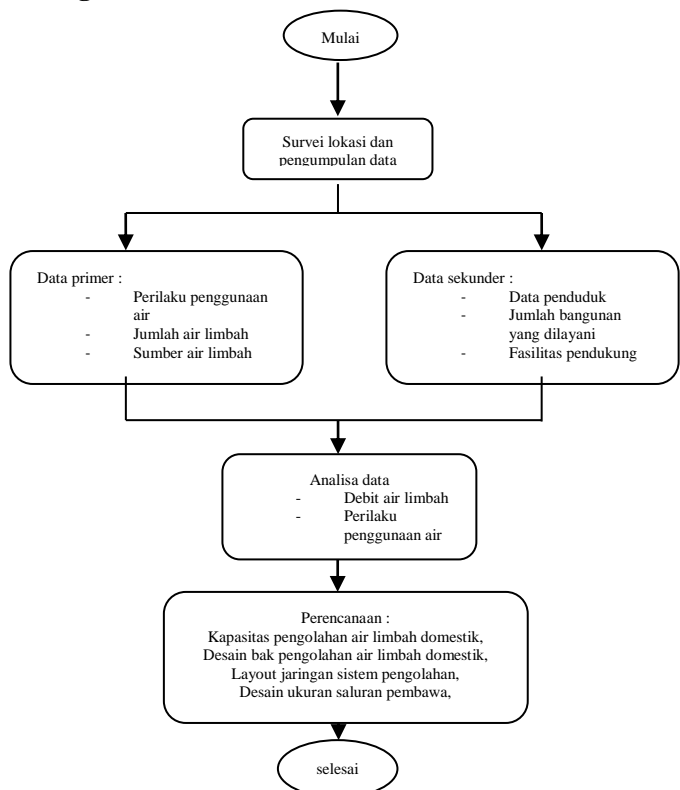 Mulai
Survei lokasi dan
pengumpulan data
Data primer :
- Perilaku penggunaan
air
- Jumlah air limbah
- Sumber air limbah
Data sekunder :
- Data penduduk
- Jumlah bangunan
yang dilayani
- Fasilitas pendukung
Analisa data
- Debit air limbah
- Perilaku
penggunaan air
Perencanaan :
Kapasitas pengolahan air limbah domestik,
Desain bak pengolahan air limbah domestik,
Layout jaringan sistem pengolahan,
Desain ukuran saluran pembawa,
selesai